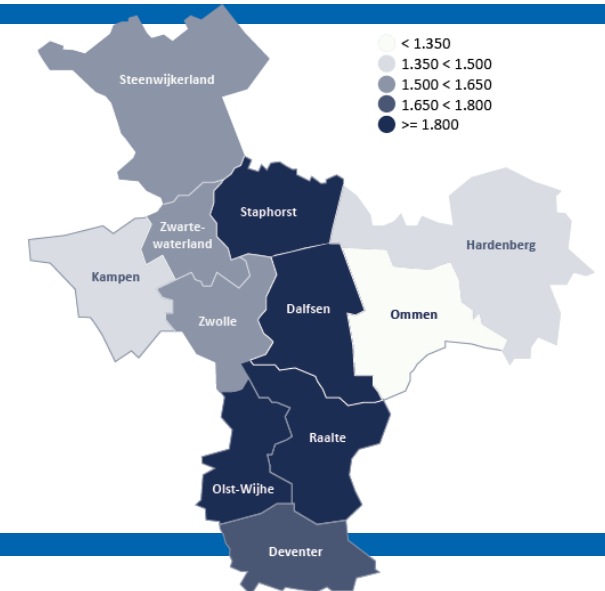 < 1.350
1.350 < 1.500
1.500 < 1.650
1.650 < 1.800
>= 1.800
Steenwijkerland
Staphorst
Zwarte-
waterland
Hardenberg
Kampen
Dalfsen
Ommen
Zwolle
Raalte
Olst-Wijhe
Deventer